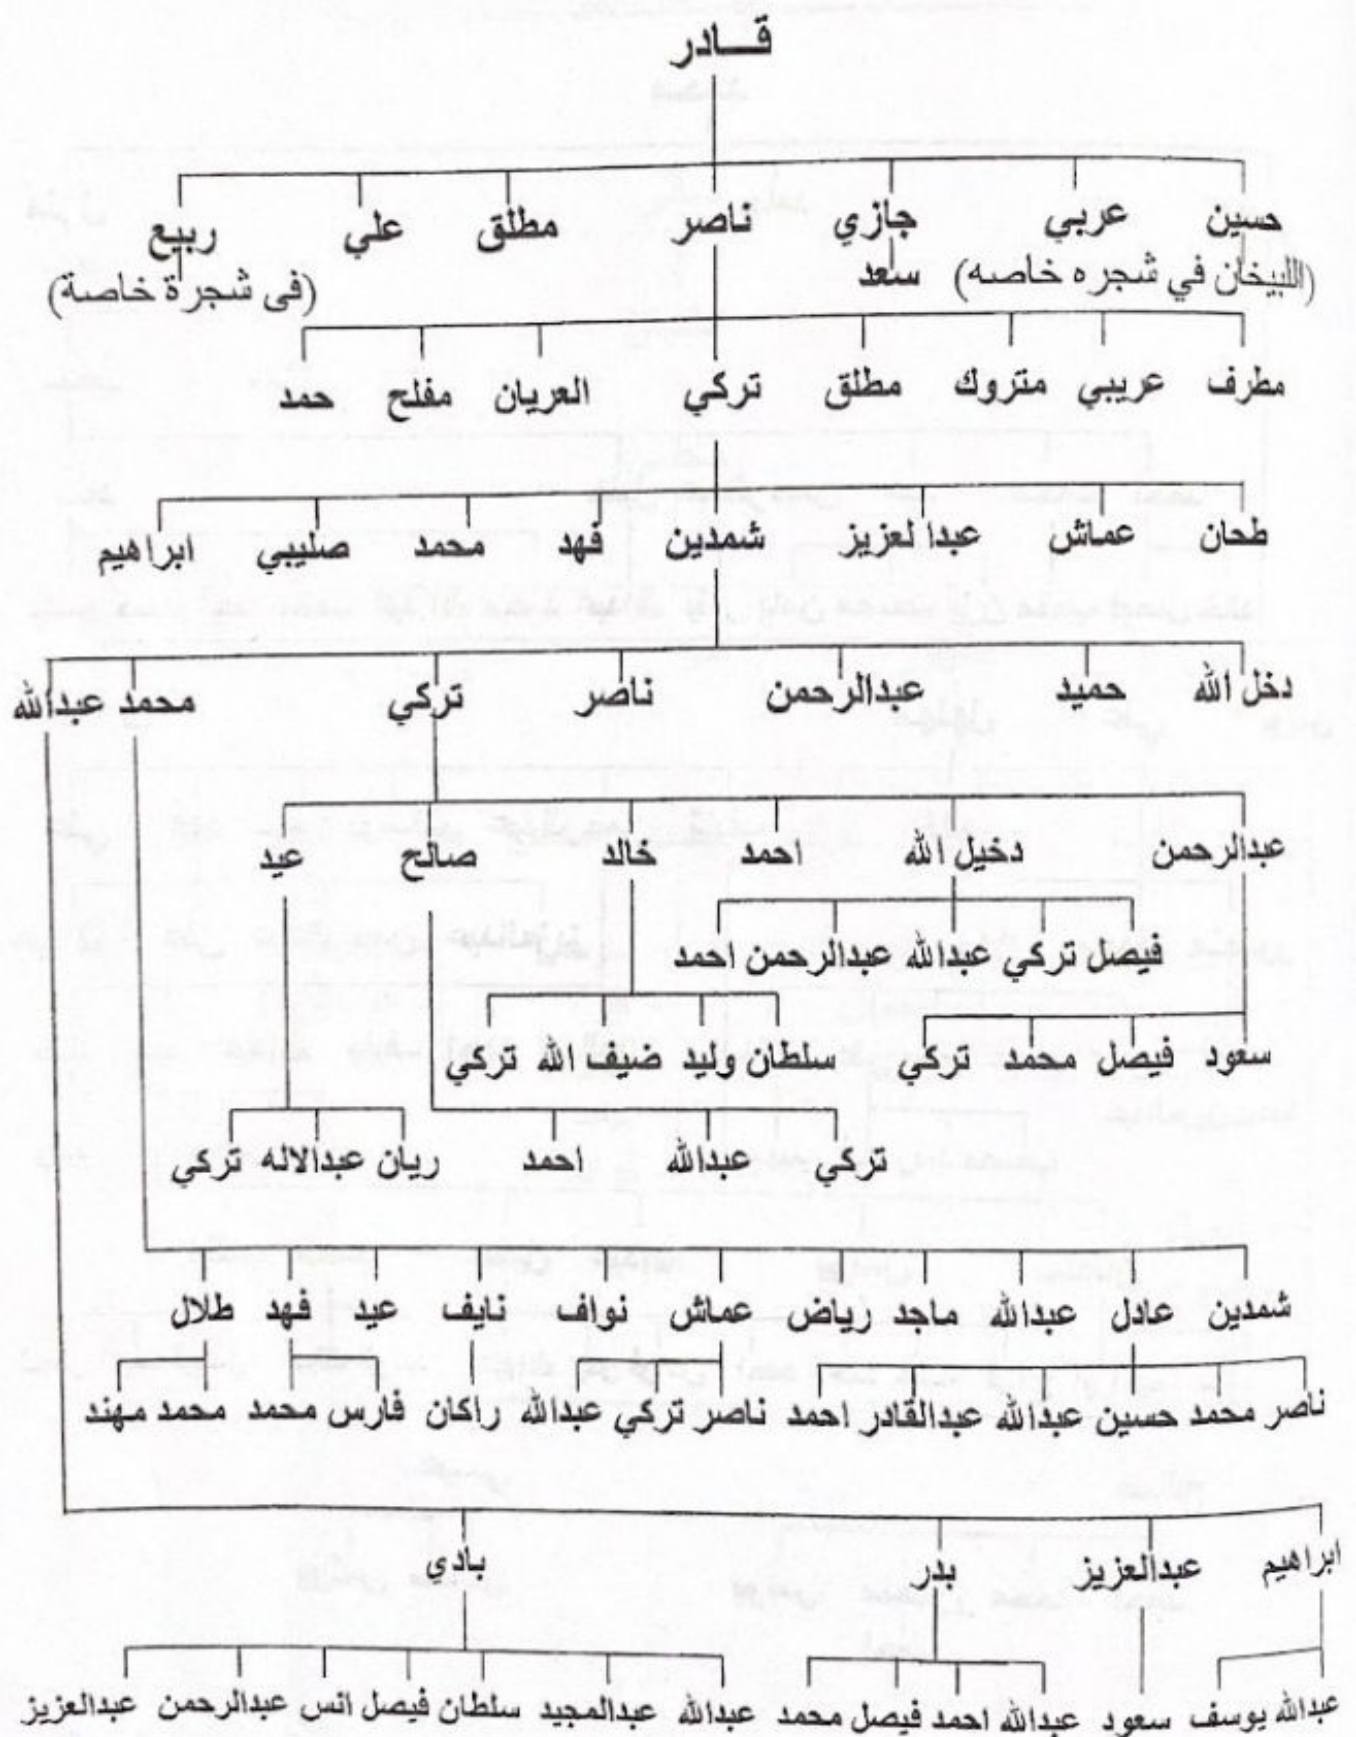 قادر
حسين عربي جازي ناصر مطلق علي ربيع
(اللبيخان في شجره خاصه) سعد (فى شجرة خاصة)
مطرف عريبي متروك مطلق تركي العريان مفلح حمد
طحان عماش عبدالعزيز شمدين فهد محمد صليبي ابراهيم
دخل الله حميد عبدالرحمن ناصر تركي محمد عبدالله
عبدالرحمن دخيل الله احمد خالد صالح عيد
فيصل تركي عبدالله عبدالرحمن احمد
سعود فيصل محمد تركي سلطان وليد ضيف الله تركي
تركي عبدالله احمد ريان عبدالاله تركي
شمدين عادل عبدالله ماجد رياض عماش نواف نايف عيد فهد طلال
ناصر محمد حسين عبدالله عبدالقادر احمد ناصر تركي عبدالله راكان فارس محمد محمد مهند
ابراهيم عبدالعزيز بدر بادي
عبدالله يوسف سعود عبدالله احمد فيصل محمد عبدالله عبدالمجيد سلطان فيصل انس عبدالرحمن عبدالعزيز